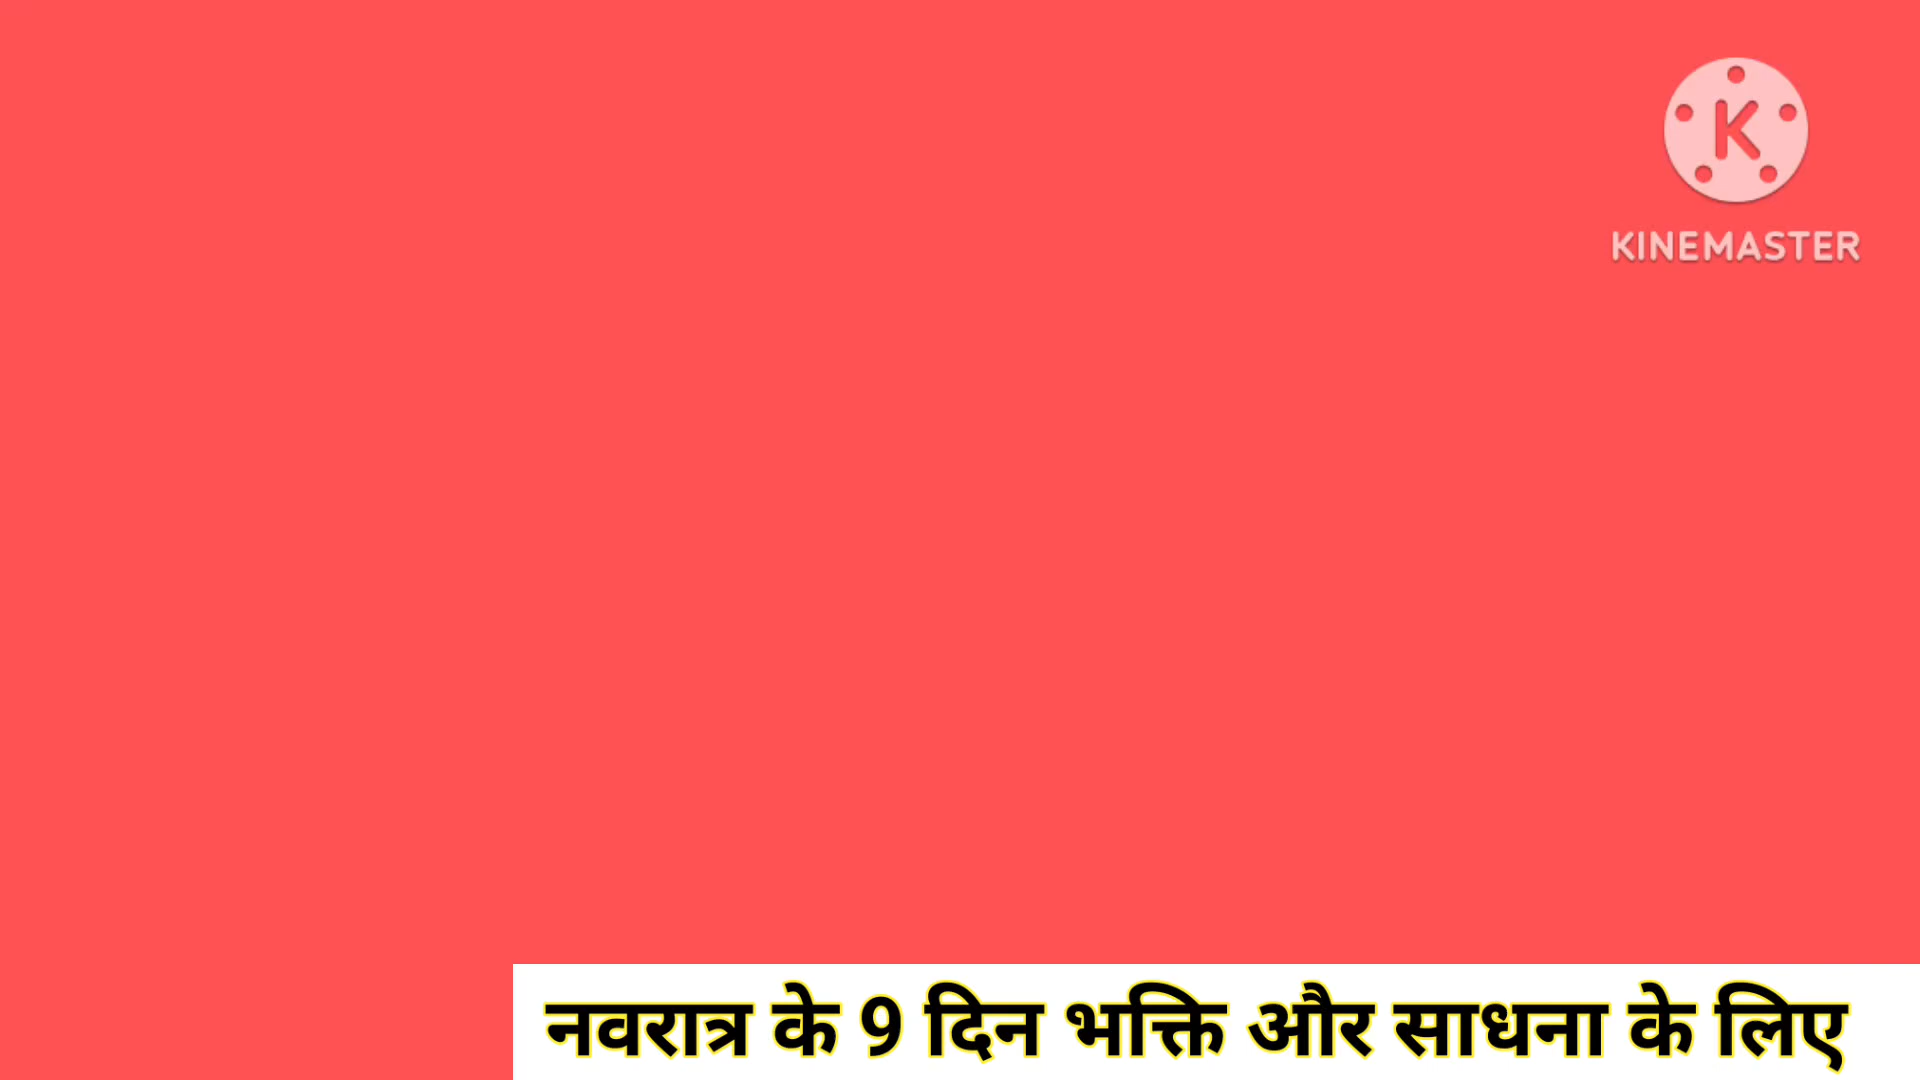 KINEMASTER
नवरात्र के 9 दिन भक्ति और साधना के लिए